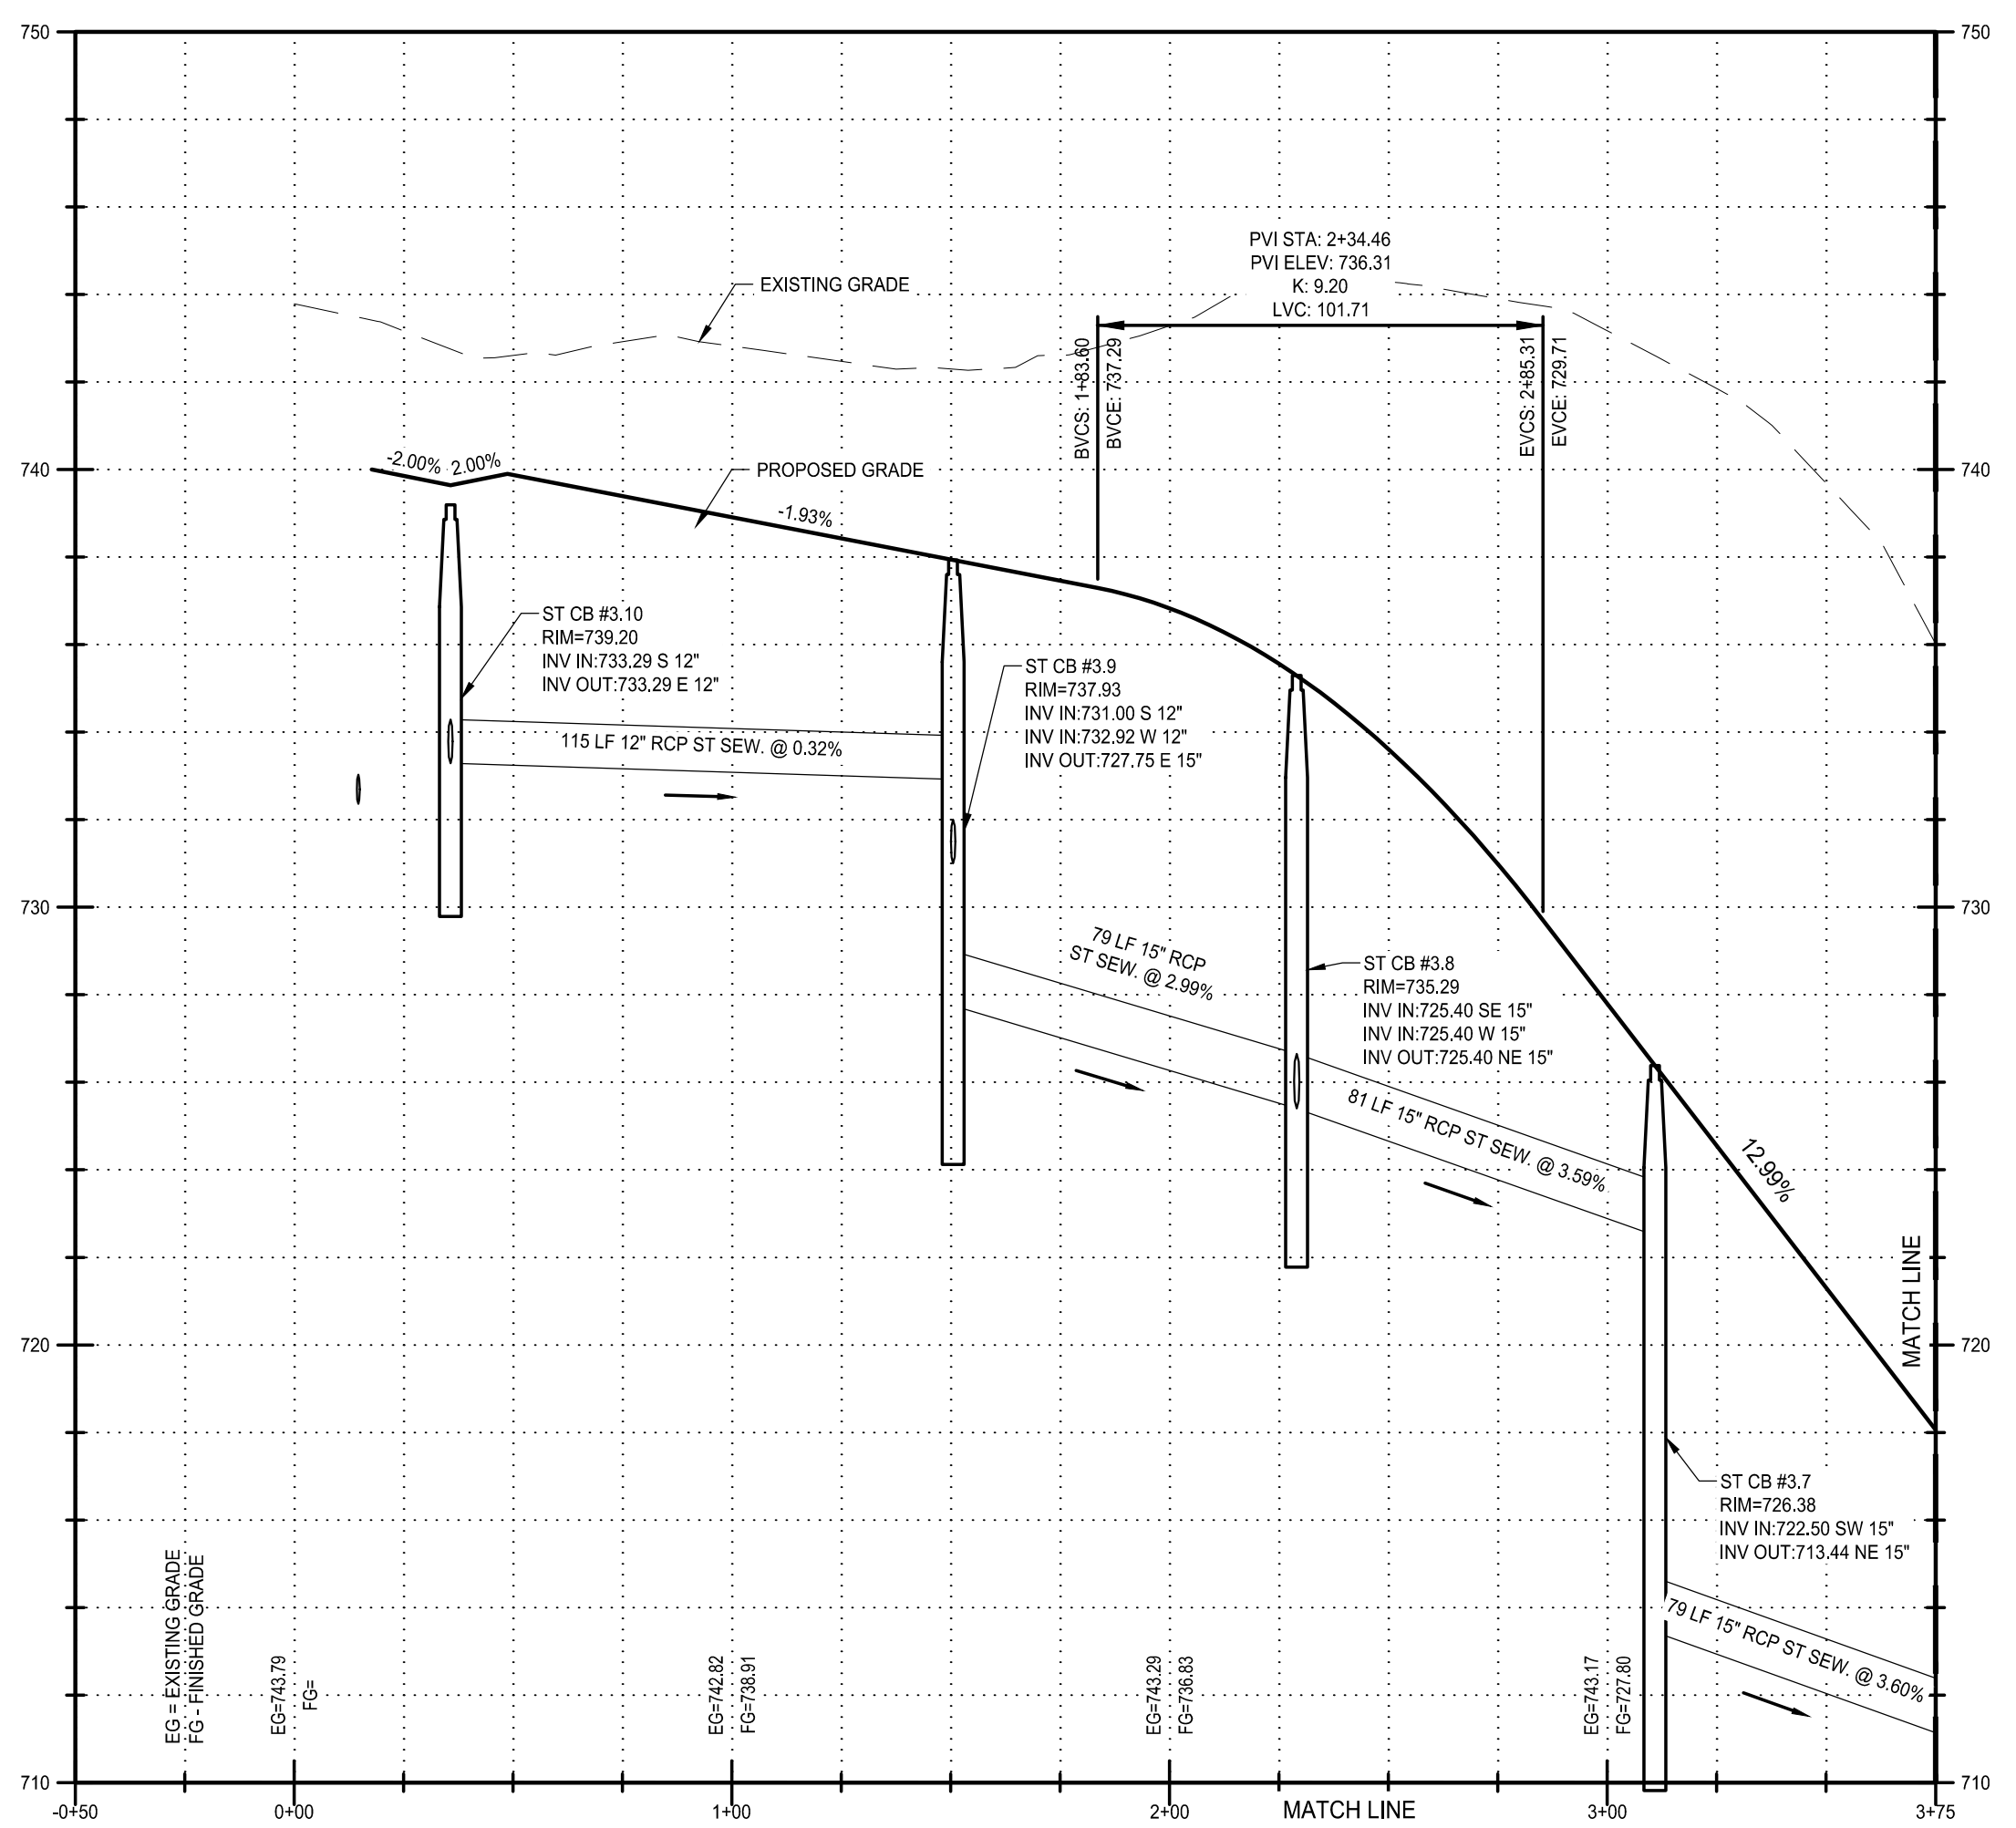 750
750
PVI STA: 2+34.46
PVI ELEV: 736.31
K: 9.20
LVC: 101.71
EXISTING GRADE
BVCS: 1+83.60
BVCE: 737.29
EVCS: 2+85.31
EVCE: 729.71
740
-2.00%
2.00%
PROPOSED GRADE
740
-1.93%
ST CB #3.10
RIM=739.20
INV IN:733.29 S 12"
INV OUT:733.29 E 12"
ST CB #3.9
RIM=737.93
INV IN:731.00 S 12"
INV IN:732.92 W 12"
INV OUT:727.75 E 15"
115 LF 12" RCP ST SEW. @ 0.32%
730
730
79 LF 15" RCP
ST SEW. @ 2.99%
ST CB #3.8
RIM=735.29
INV IN:725.40 SE 15"
INV IN:725.40 W 15"
INV OUT:725.40 NE 15"
81 LF 15" RCP ST SEW. @ 3.59%
12.99%
MATCH LINE
720
720
ST CB #3.7
RIM=726.38
INV IN:722.50 SW 15"
INV OUT:713.44 NE 15"
79 LF 15" RCP ST SEW. @ 3.60%
EG = EXISTING GRADE
FG - FINISHED GRADE
EG=743.79
FG=
EG=742.82
FG=738.91
EG=743.29
FG=736.83
EG=743.17
FG=727.80
710
710
-0+50
0+00
1+00
2+00
MATCH LINE
3+00
3+75